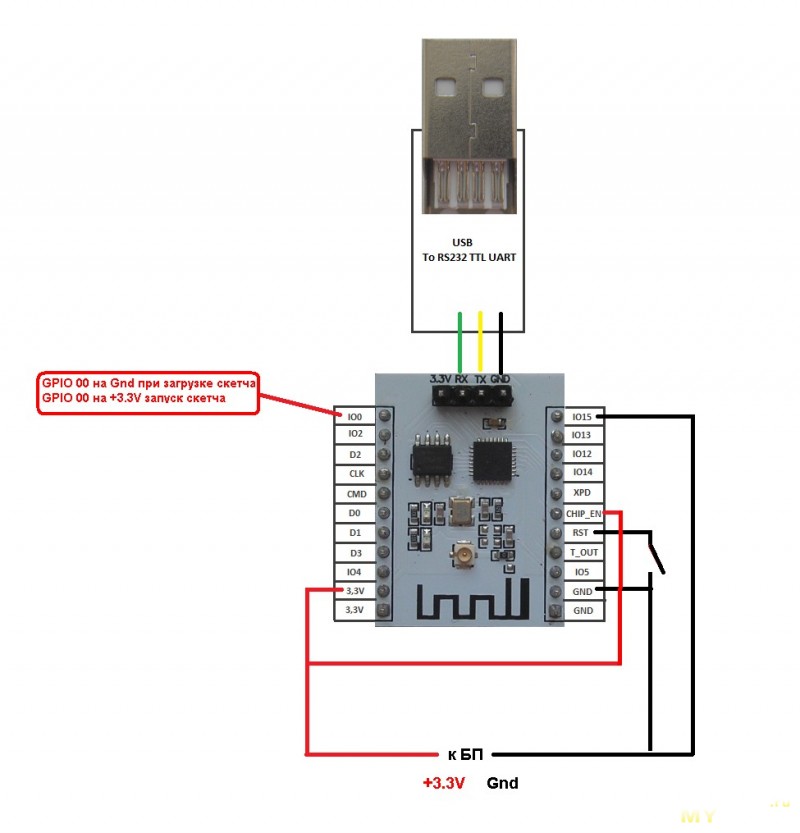 USB
To RS232 TTL UART
3.3V RX TX GND
GPIO 00 на Gnd при загрузке скетча
GPIO 00 на +3.3V запуск скетча
IO0
IO2
D2
CLK
CMD
D0
D1
D3
IO4
3,3V
3,3V
IO15
IO13
IO12
IO14
XPD
CHIP_EN
RST
T_OUT
IO5
GND
GND
к БП
+3.3V Gnd
MY
.ru